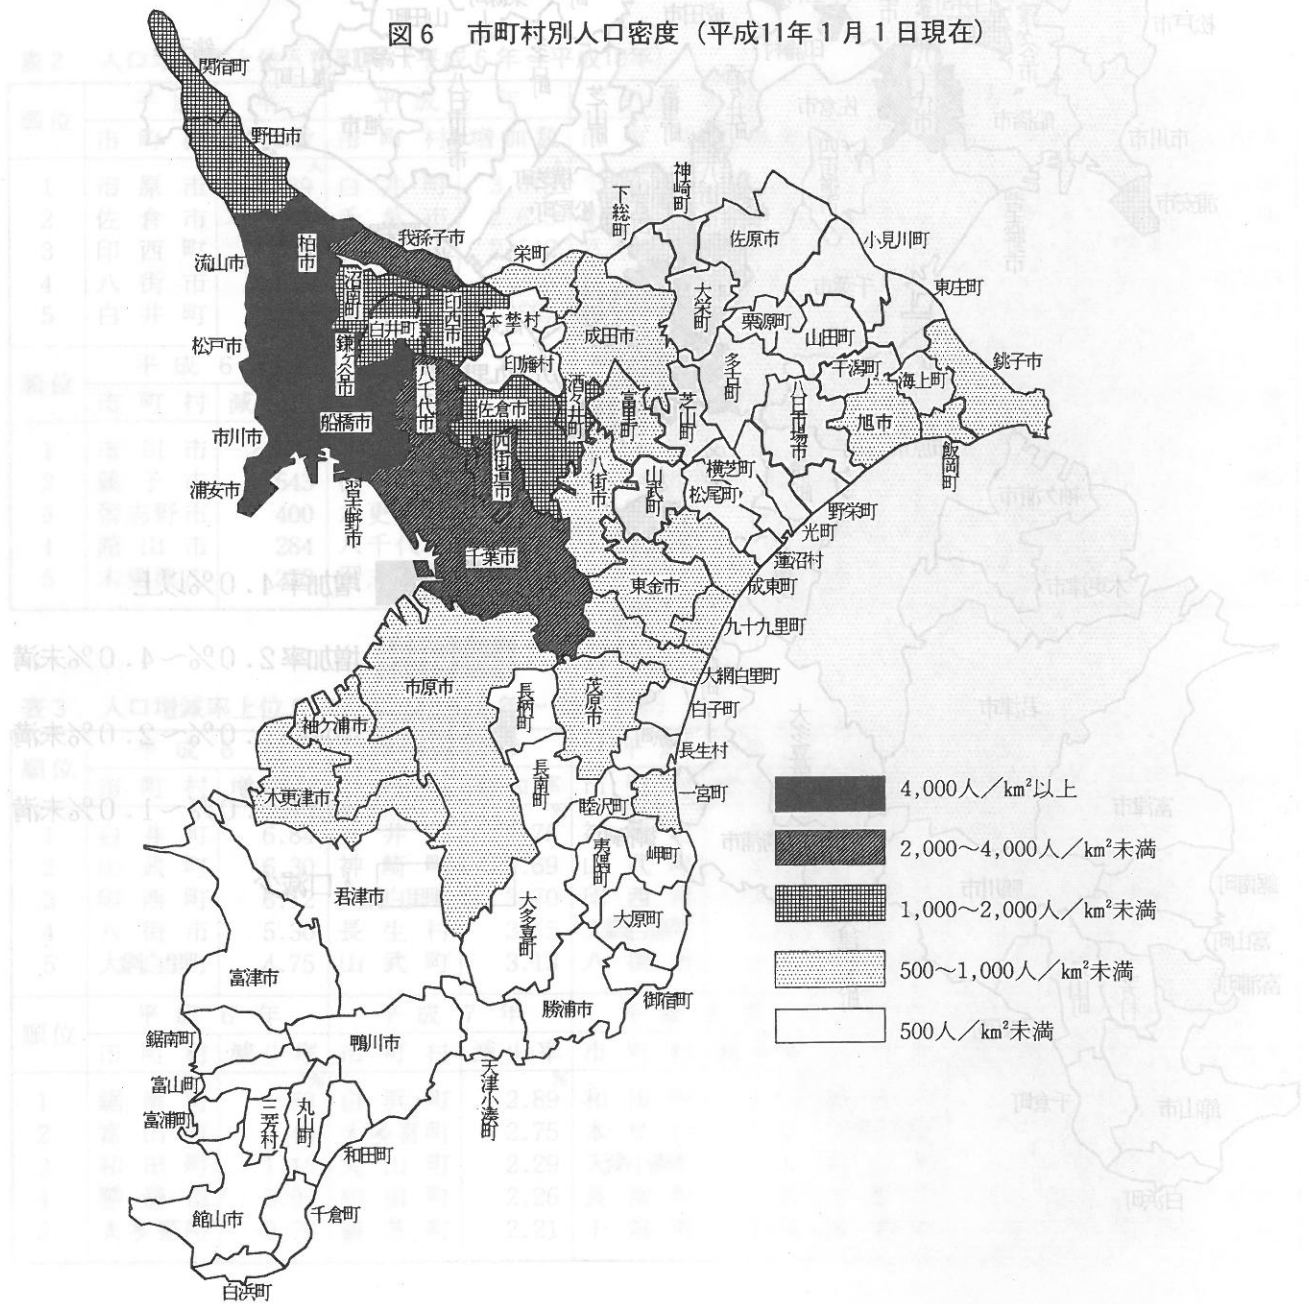 図6　市町村別人口密度（平成11年1月1日現在）
関宿町
野田市
神崎町
下総町
佐原市
小見川町
我孫子市
柏市
栄町
流山市
沼南町
印西市
大栄町
東庄町
本埜村
成田市
栗源町
山田町
白井町
松戸市
鎌ヶ谷市
印旛村
多古町
干潟町
銚子市
八千代市
海上町
佐倉市
酒々井町
富里町
芝山町
八日市場市
旭市
船橋市
市川市
四街道市
八街市
横芝町
飯岡町
浦安市
習志野市
山武町
松尾町
野栄町
光町
千葉市
蓮沼村
東金市
成東町
九十九里町
大網白里町
市原市
長柄町
茂原市
白子町
袖ケ浦市
長生村
長南町
木更津市
睦沢町
一宮町
夷隅町
岬町
君津市
大多喜町
大原町
富津市
勝浦市
御宿町
鋸南町
鴨川市
天津小湊町
富山町
富浦町
三芳村
丸山町
和田町
館山市
千倉町
白浜町
4,000人／km²以上
2,000～4,000人／km²未満
1,000～2,000人／km²未満
500～1,000人／km²未満
500人／km²未満